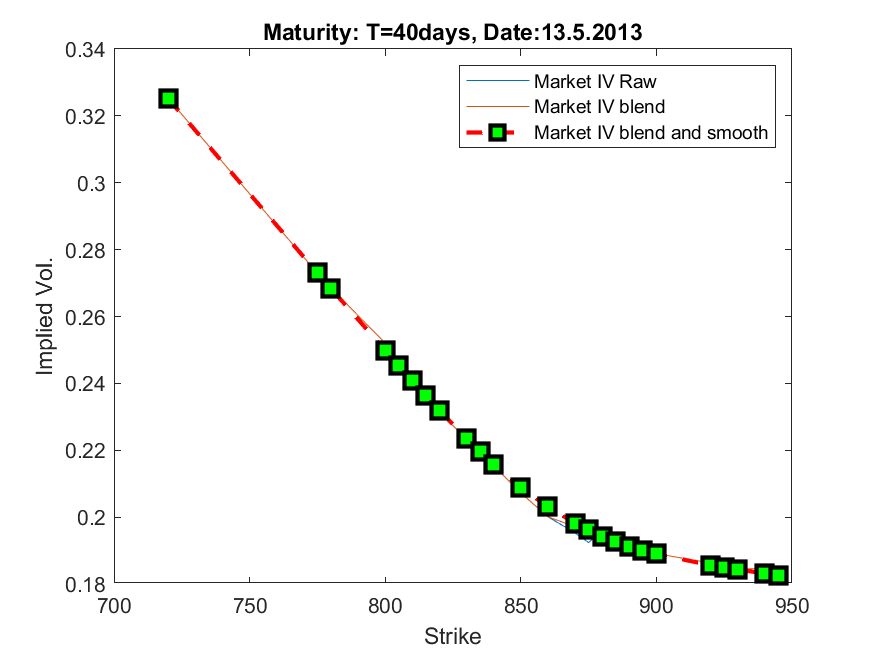 Maturity: T=40days, Date:13.5.2013
0.34
0.32
0.3
0.28
0.26
0.24
0.22
0.2
0.18
Implied Vol.
Market IV Raw
Market IV blend
Market IV blend and smooth
700
750
800
850
900
950
Strike